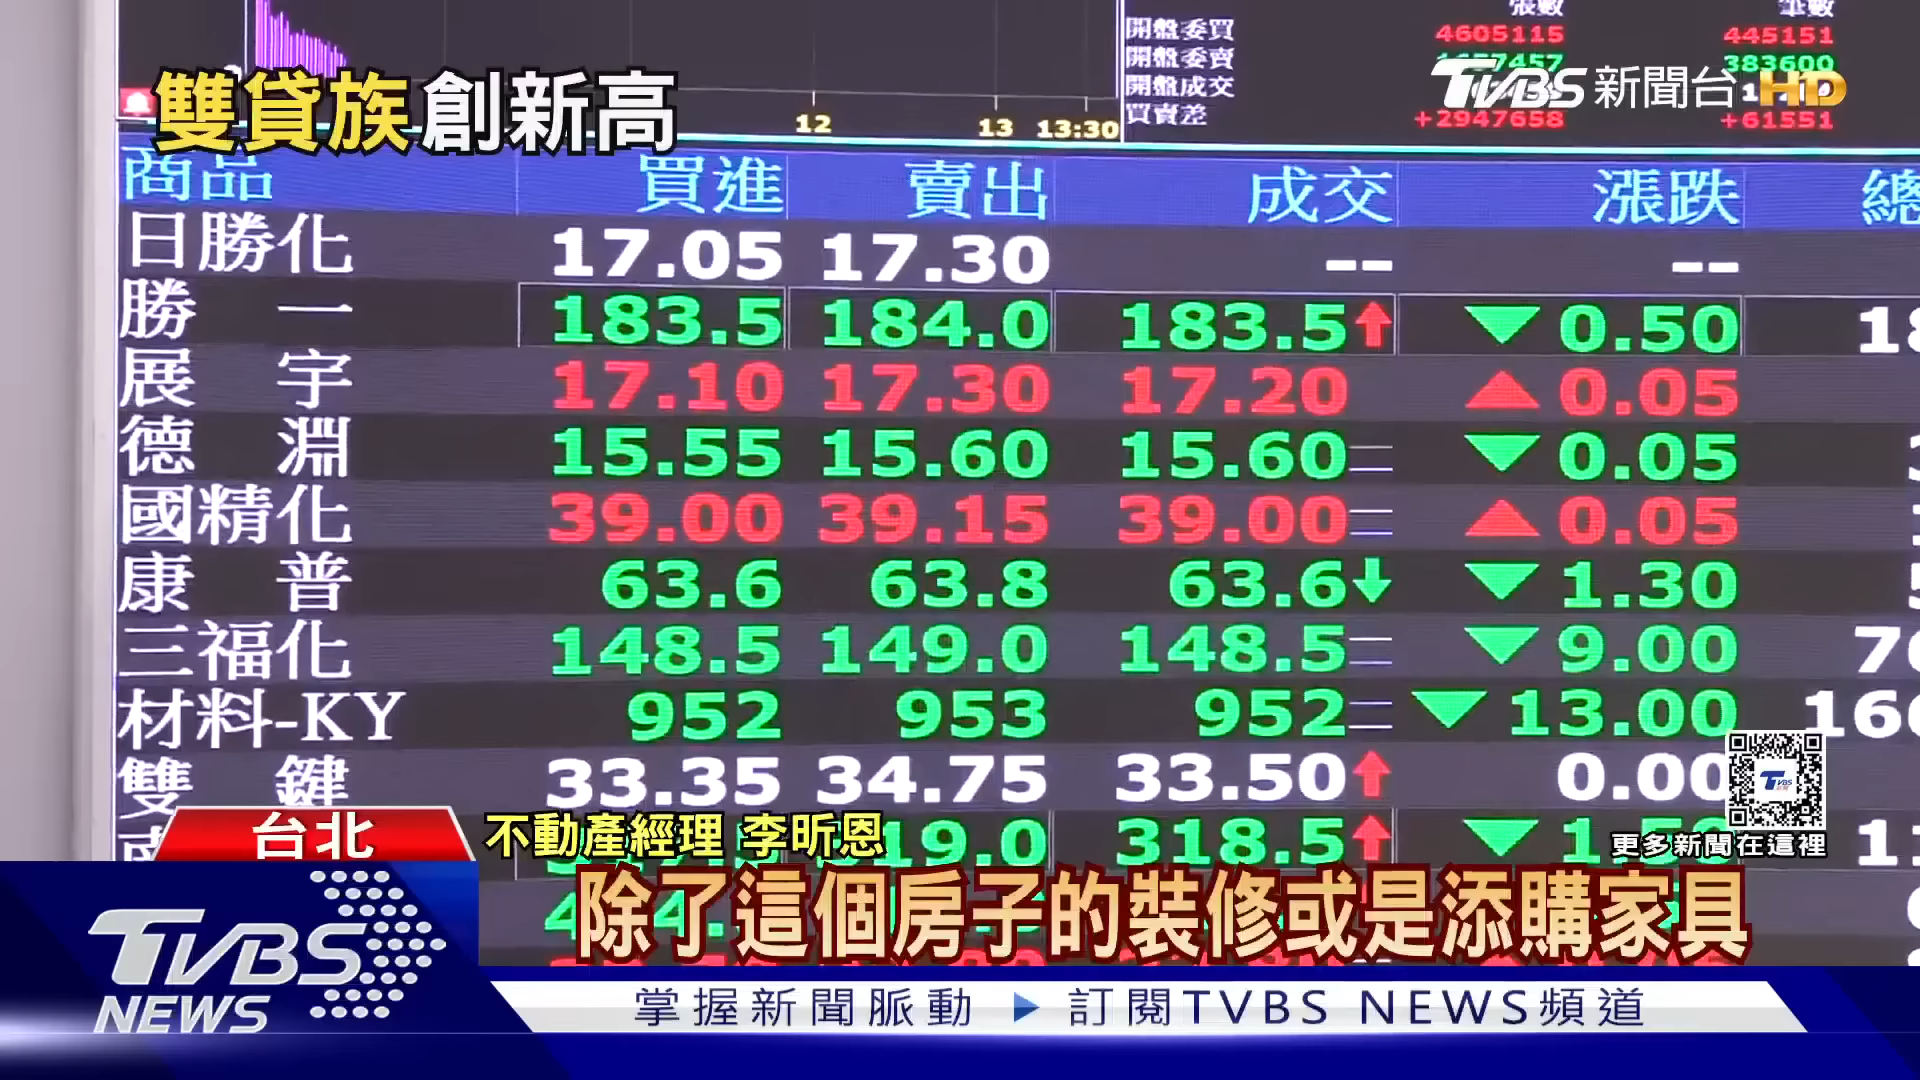 張數 筆數
開盤委買 4605115 445151
開盤委賣 383600
開盤成交
買賣差 +2947658 +61551
雙貸族創新高
TVBS新聞台 HD
12 13 13:30
商品 買進 賣出 成交 漲跌
日勝化 17.05 17.30 -- --
勝一 183.5 184.0 183.5 0.50
展宇 17.10 17.30 17.20 0.05
德淵 15.55 15.60 15.60 0.05
國精化 39.00 39.15 39.00 0.05
康普 63.6 63.8 63.6 1.30
三福化 148.5 149.0 148.5 9.00
材料-KY 952 953 952 13.00
雙鍵 33.35 34.75 33.50 0.00
318.5
台北
不動產經理 李昕恩
更多新聞在這裡
除了這個房子的裝修或是添購家具
TVBS NEWS
掌握新聞脈動 訂閱TVBS NEWS頻道